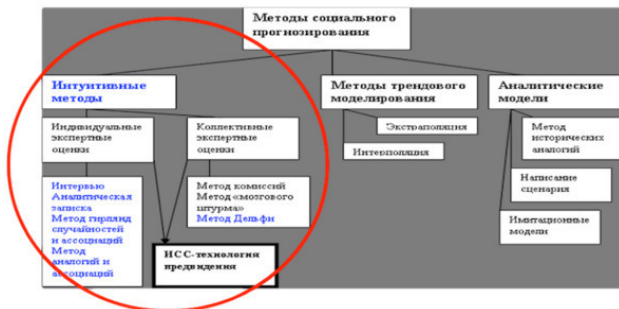 Методы социального
прогнозирования
Интуитивные
методы
Методы трендового
моделирования
Аналитические
модели
Индивидуальные
экспертные
оценки
Коллективные
экспертные
оценки
Экстраполяция
Интерполяция
Метод
исторических
аналогий
Интервью
Аналитическая
записка
Метод гирлянд
случайностей
и ассоциаций
Метод
аналогий и
ассоциаций
Метод комиссий
Метод «мозгового
штурма»
Метод Дельфи
Написание
сценария
Имитационные
модели
ИСС-технология
предвидения